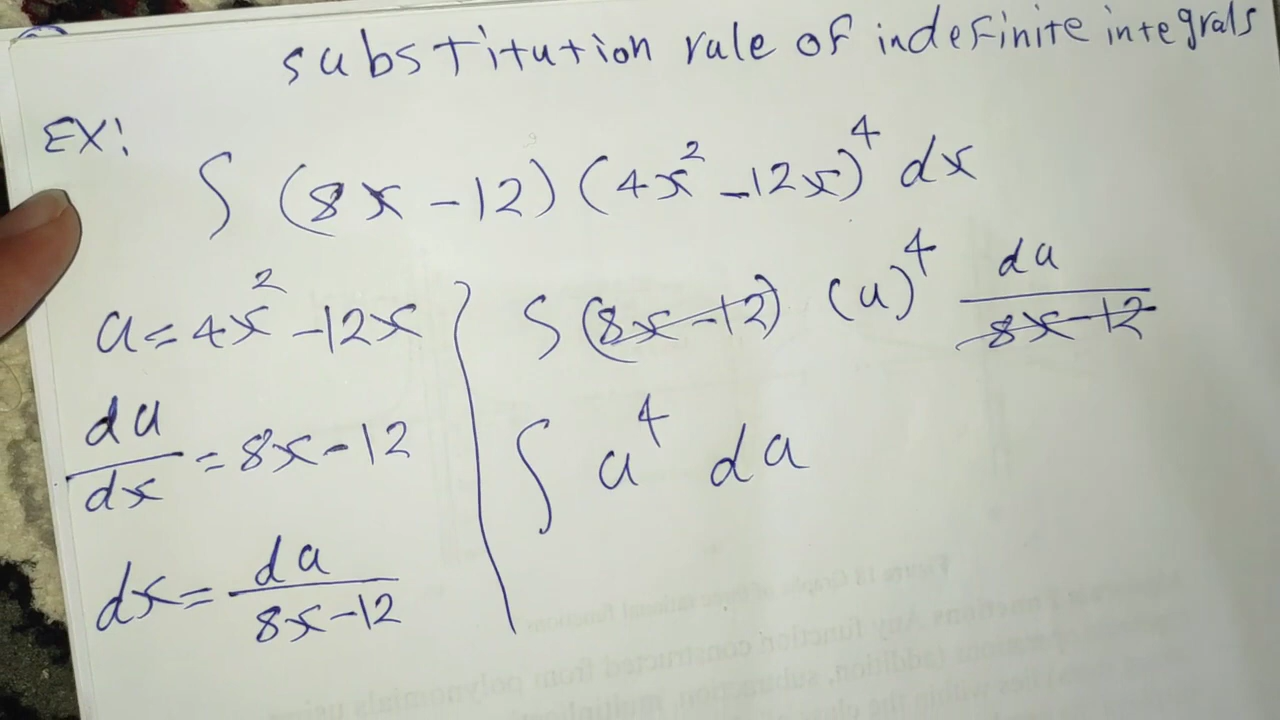 substitution rule of indefinite integrals
EX:
∫ (8x - 12) (4x² - 12x)⁴ dx
u = 4x² - 12x
du/dx = 8x - 12
dx = du/(8x - 12)
∫ (8x - 12) (u)⁴ du/(8x - 12)
∫ u⁴ du